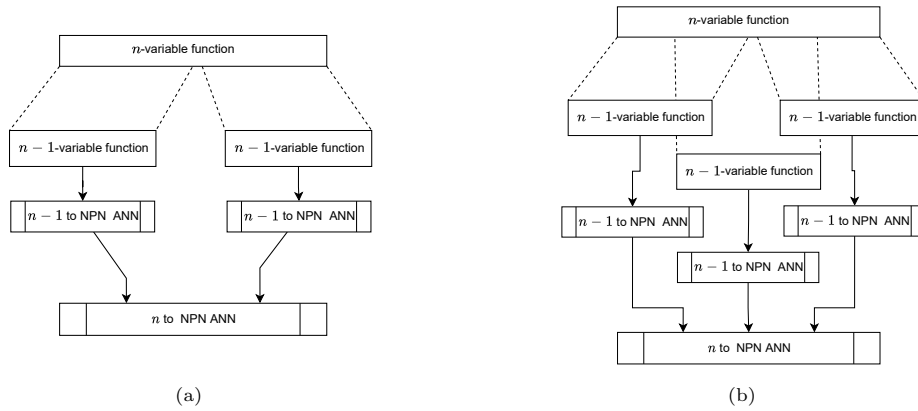 n-variable function
n − 1-variable function
n − 1-variable function
n − 1 to NPN ANN
n − 1 to NPN ANN
n to NPN ANN
(a)
n-variable function
n − 1-variable function
n − 1-variable function
n − 1-variable function
n − 1 to NPN ANN
n − 1 to NPN ANN
n − 1 to NPN ANN
n to NPN ANN
(b)